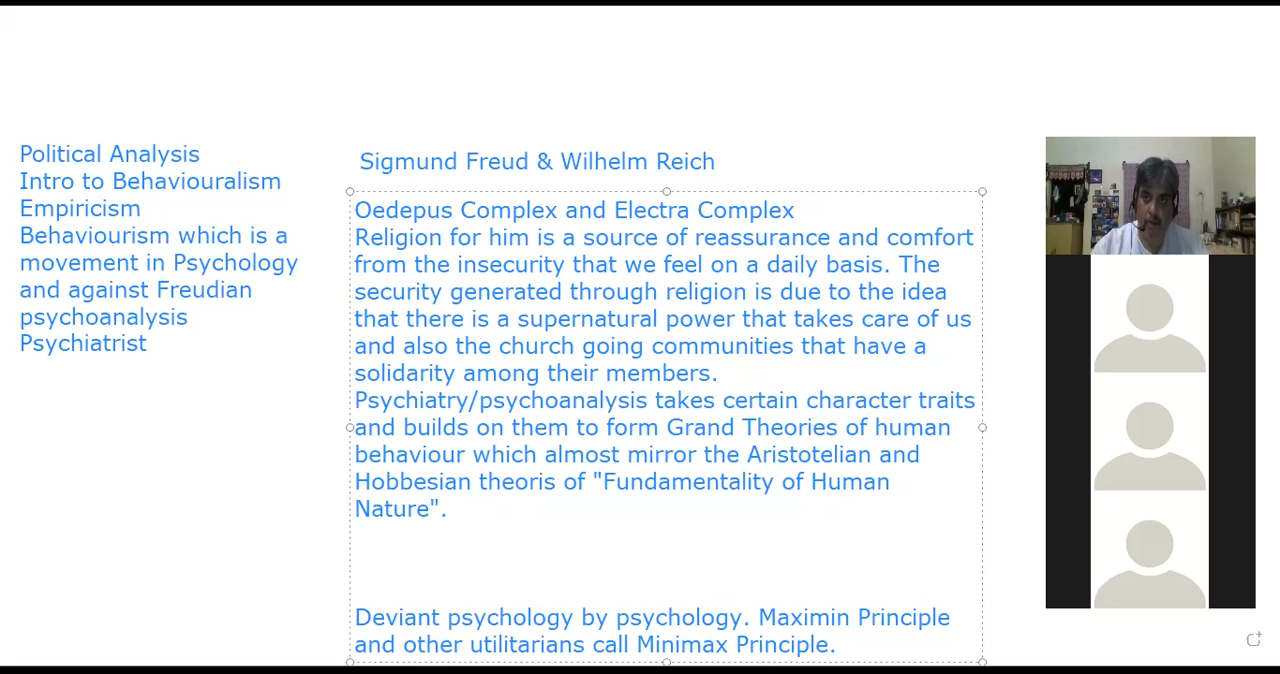 Political Analysis
Intro to Behaviouralism
Empiricism
Behaviourism which is a
movement in Psychology
and against Freudian
psychoanalysis
Psychiatrist
Sigmund Freud & Wilhelm Reich
Oedepus Complex and Electra Complex
Religion for him is a source of reassurance and comfort
from the insecurity that we feel on a daily basis. The
security generated through religion is due to the idea
that there is a supernatural power that takes care of us
and also the church going communities that have a
solidarity among their members.
Psychiatry/psychoanalysis takes certain character traits
and builds on them to form Grand Theories of human
behaviour which almost mirror the Aristotelian and
Hobbesian theoris of "Fundamentality of Human
Nature".
Deviant psychology by psychology. Maximin Principle
and other utilitarians call Minimax Principle.